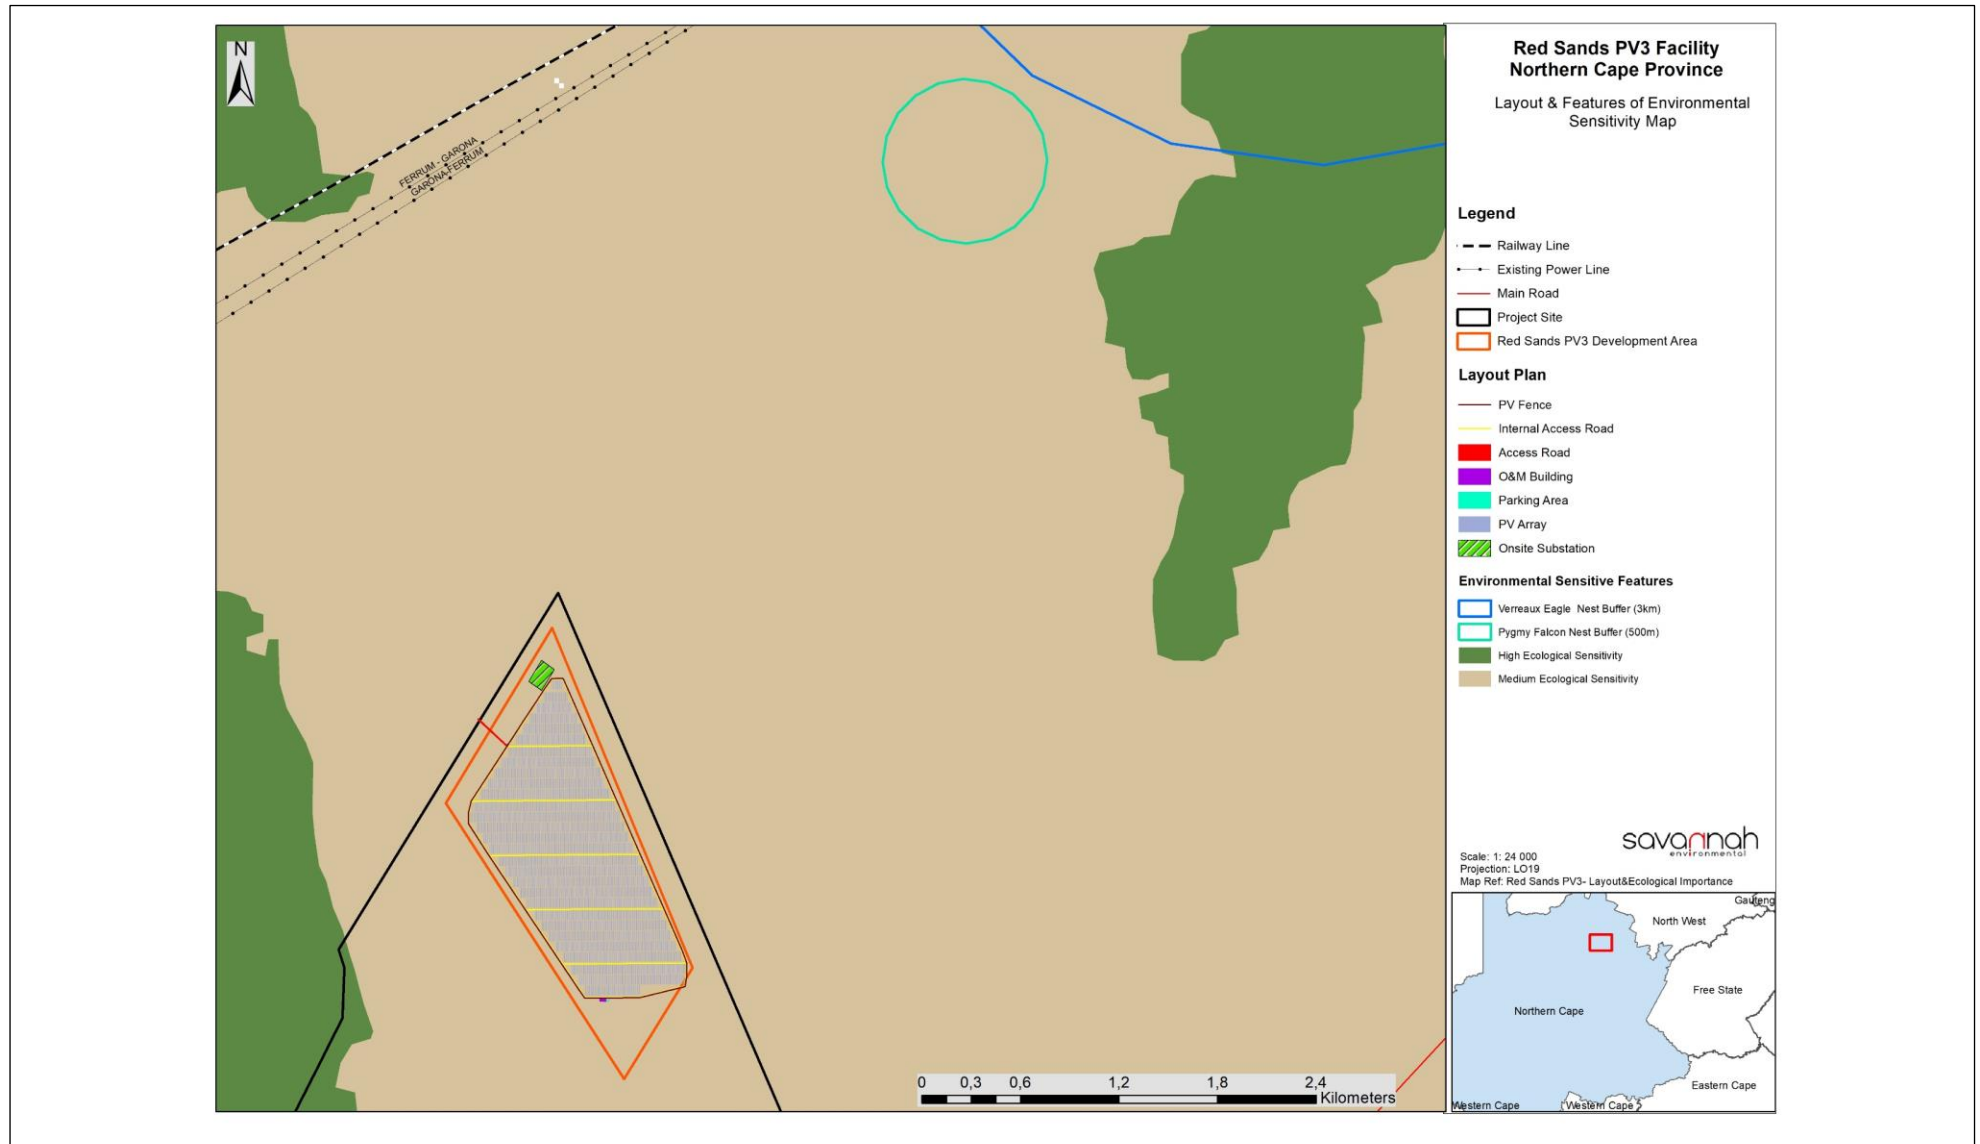 N
FERRUM - GARONA
GARONA-FERRUM
0 0,3 0,6 1,2 1,8 2,4
Kilometers
Red Sands PV3 Facility
Northern Cape Province
Layout & Features of Environmental
Sensitivity Map
Legend
Railway Line
Existing Power Line
Main Road
Project Site
Red Sands PV3 Development Area
Layout Plan
PV Fence
Internal Access Road
Access Road
O&M Building
Parking Area
PV Array
Onsite Substation
Environmental Sensitive Features
Verreaux Eagle Nest Buffer (3km)
Pygmy Falcon Nest Buffer (500m)
High Ecological Sensitivity
Medium Ecological Sensitivity
savannah
environmental
Scale: 1: 24 000
Projection: LO19
Map Ref: Red Sands PV3- Layout&Ecological Importance
Gauteng
North West
Free State
Northern Cape
Eastern Cape
Western Cape
Western Cape